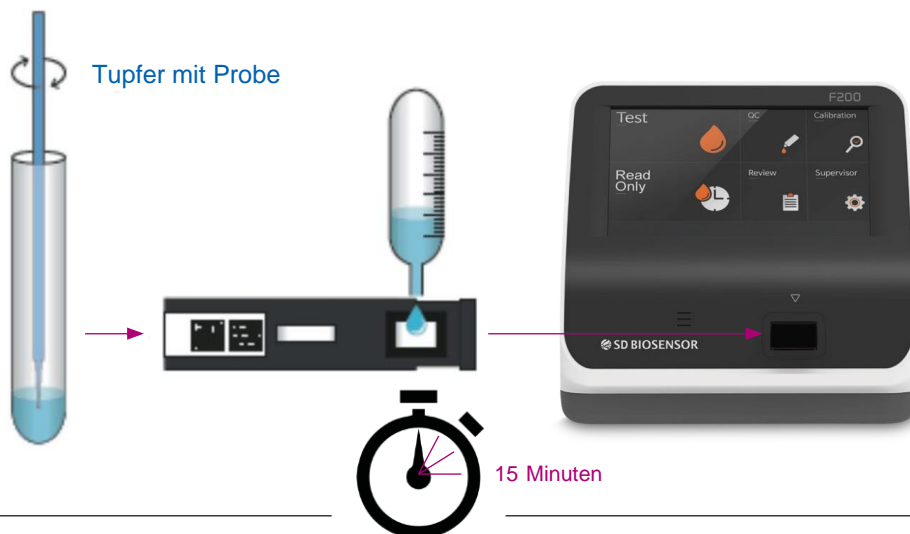 Tupfer mit Probe
F200
Test
QC
Calibration
Read
Only
Review
Supervisor
SD BIOSENSOR
15 Minuten